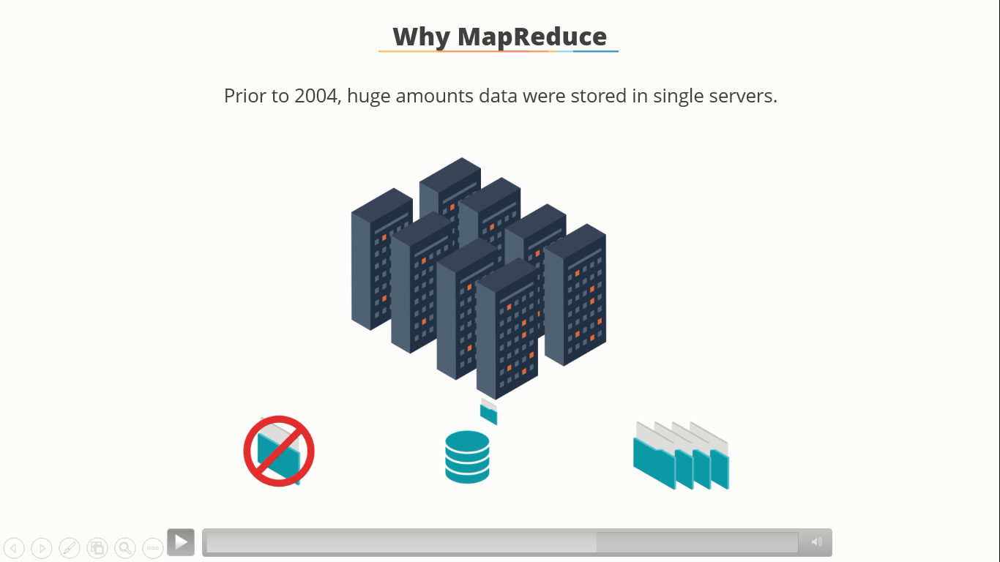 Why MapReduce
Prior to 2004, huge amounts data were stored in single servers.